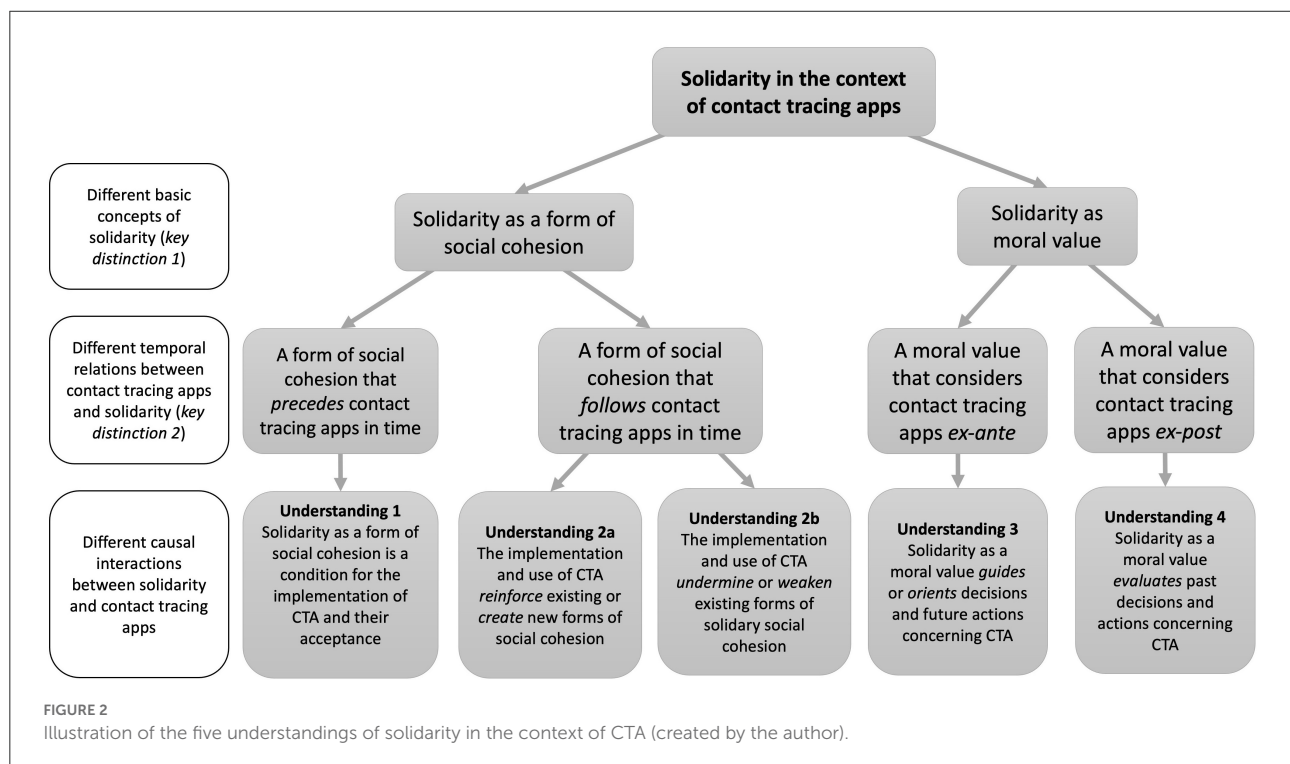 Solidarity in the context
of contact tracing apps
Different basic
concepts of
solidarity (key
distinction 1)
Solidarity as a form of
social cohesion
Solidarity as
moral value
Different temporal
relations between
contact tracing apps
and solidarity (key
distinction 2)
A form of social
cohesion that
precedes contact
tracing apps in time
A form of social
cohesion that
follows contact
tracing apps in time
A moral value
that considers
contact tracing
apps ex-ante
A moral value
that considers
contact tracing
apps ex-post
Different causal
interactions
between solidarity
and contact tracing
apps
Understanding 1
Solidarity as a form of
social cohesion is a
condition for the
implementation of
CTA and their
acceptance
Understanding 2a
The implementation
and use of CTA
reinforce existing or
create new forms of
social cohesion
Understanding 2b
The implementation
and use of CTA
undermine or weaken
existing forms of
solidary social
cohesion
Understanding 3
Solidarity as a
moral value guides
or orients decisions
and future actions
concerning CTA
Understanding 4
Solidarity as a
moral value
evaluates past
decisions and
actions concerning
CTA
FIGURE 2
Illustration of the five understandings of solidarity in the context of CTA (created by the author).